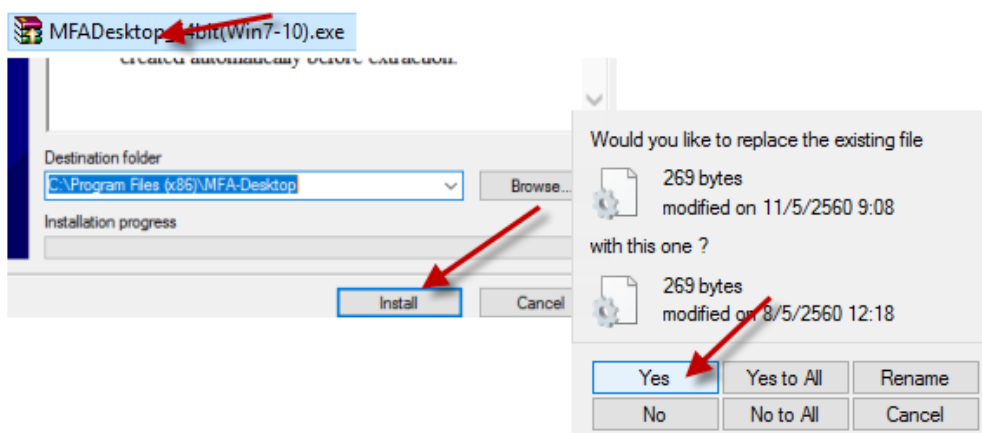 MFADesktop_64bit(Win7-10).exe
created automatically before extraction.
Destination folder
C:\Program Files (x86)\MFA-Desktop
Browse...
Installation progress
Install
Cancel
Would you like to replace the existing file
269 bytes
modified on 11/5/2560 9:08
with this one ?
269 bytes
modified on 8/5/2560 12:18
Yes
Yes to All
Rename
No
No to All
Cancel